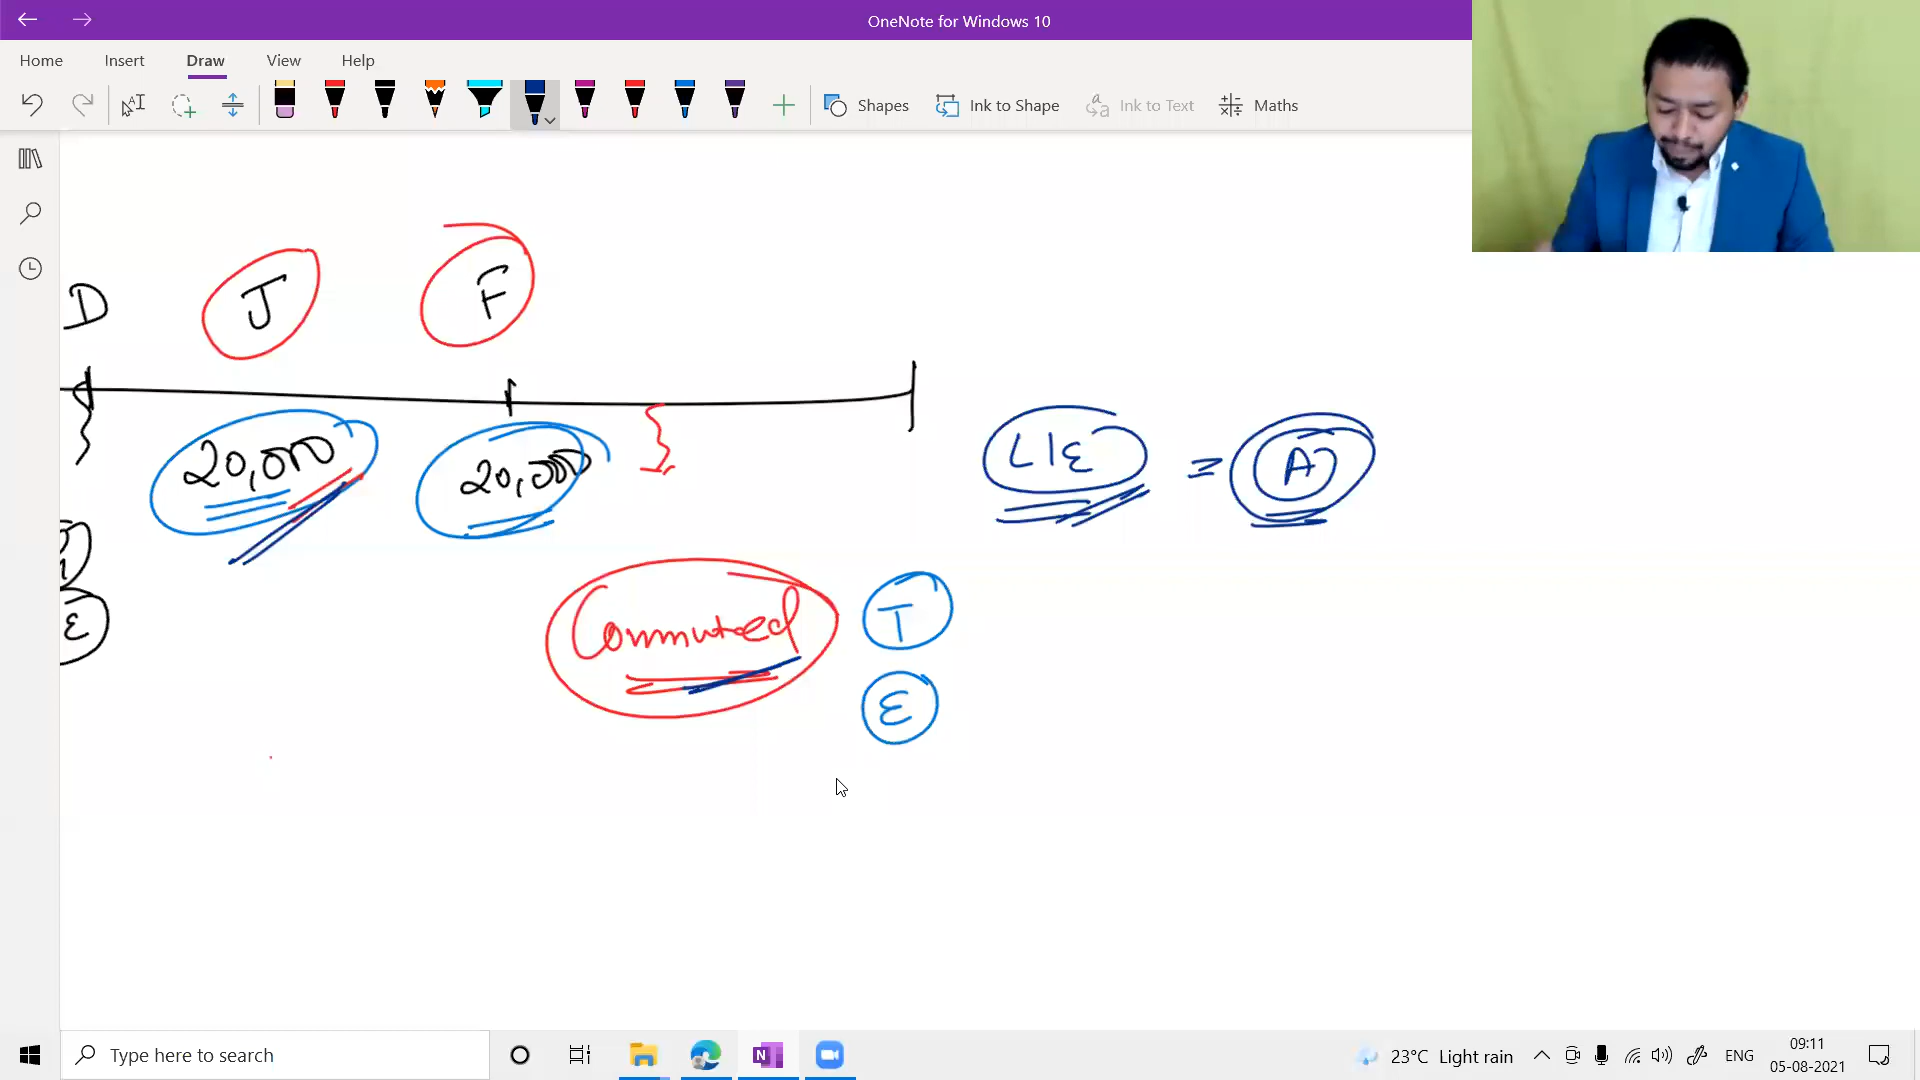 OneNote for Windows 10
Home Insert Draw View Help
Shapes Ink to Shape Ink to Text Maths
D J F
20,000 20,000 L1E = A
Commuted T
E E
Type here to search
23°C Light rain ENG 09:11
05-08-2021